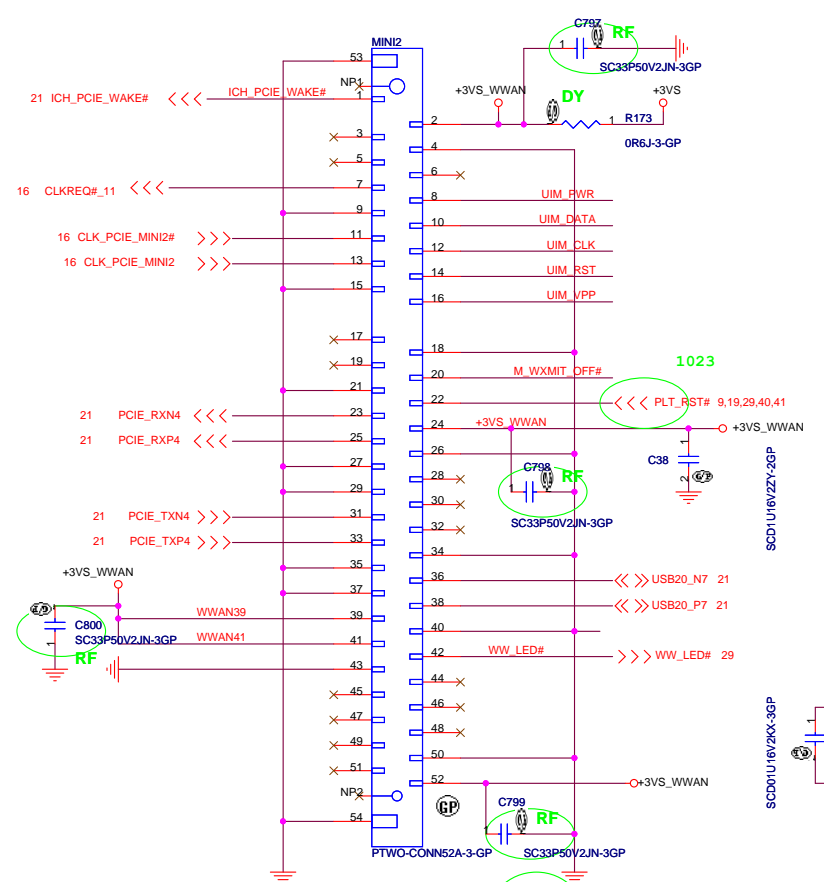 C797
RF
1
2
SC33P50V2JN-3GP
MINI2
53
NP1
21 ICH_PCIE_WAKE#
ICH_PCIE_WAKE#
1
+3VS_WWAN
DY
+3VS
R173
2
1
0R6J-3-GP
3
4
5
6
16 CLKREQ#_11
7
8
UIM_PWR
9
10
UIM_DATA
16 CLK_PCIE_MINI2#
11
12
UIM_CLK
16 CLK_PCIE_MINI2
13
14
UIM_RST
15
16
UIM_VPP
17
18
1023
19
20
M_WXMIT_OFF#
21
22
PLT_RST# 9,19,29,40,41
21 PCIE_RXN4
23
24
+3VS_WWAN
+3VS_WWAN
21 PCIE_RXP4
25
26
1
C38
2
SCD1U16V2ZY-2GP
27
28
C798
RF
1
SC33P50V2JN-3GP
29
30
21 PCIE_TXN4
31
32
21 PCIE_TXP4
33
34
35
36
USB20_N7 21
+3VS_WWAN
37
38
USB20_P7 21
WWAN39
39
40
C800
SC33P50V2JN-3GP
1
RF
WWAN41
41
42
WW_LED#
WW_LED# 29
43
44
45
46
47
48
49
50
51
52
+3VS_WWAN
NP2
GP
C799
RF
1
SC33P50V2JN-3GP
54
PTWO-CONN52A-3-GP
SCD01U16V2KX-3GP
1